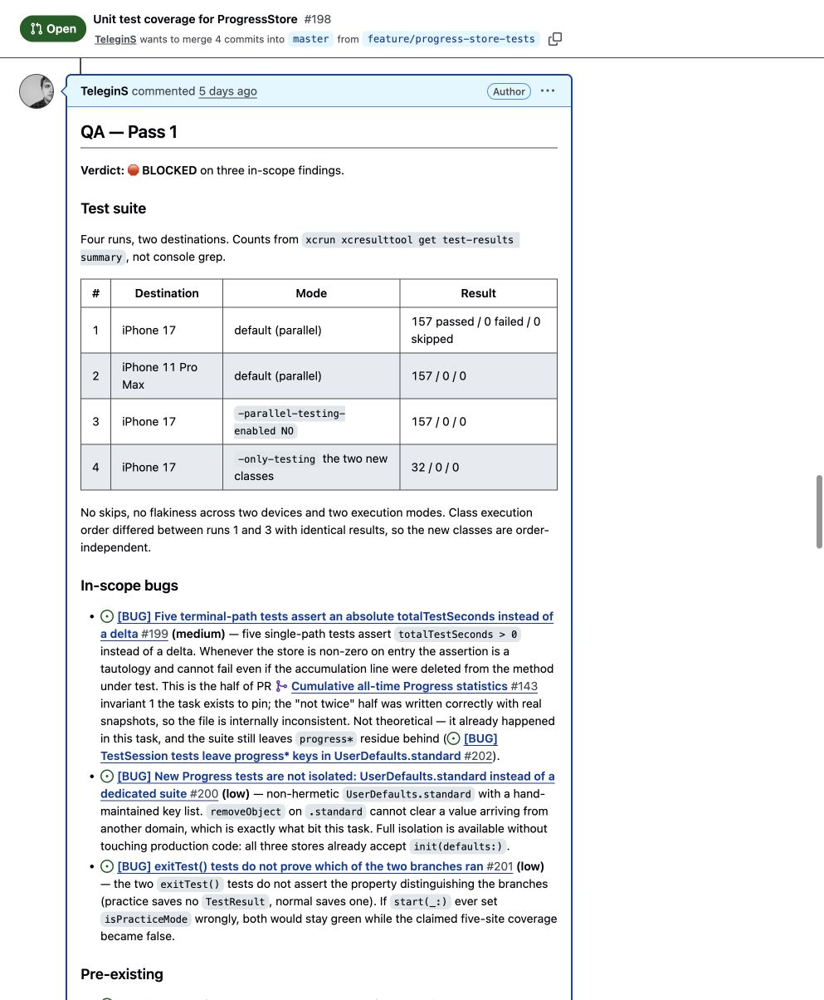 Open
Unit test coverage for ProgressStore #198
TeleginS wants to merge 4 commits into master from feature/progress-store-tests
TeleginS commented 5 days ago
Author
QA — Pass 1
Verdict: 🔴 BLOCKED on three in-scope findings.
Test suite
Four runs, two destinations. Counts from xcrun xcresulttool get test-results
summary , not console grep.
# Destination Mode Result
1 iPhone 17 default (parallel) 157 passed / 0 failed / 0
skipped
2 iPhone 11 Pro
Max default (parallel) 157 / 0 / 0
3 iPhone 17 -parallel-testing-
enabled NO 157 / 0 / 0
4 iPhone 17 -only-testing the two new
classes 32 / 0 / 0
No skips, no flakiness across two devices and two execution modes. Class execution
order differed between runs 1 and 3 with identical results, so the new classes are order-
independent.
In-scope bugs
• [BUG] Five terminal-path tests assert an absolute totalTestSeconds instead of
a delta #199 (medium) — five single-path tests assert totalTestSeconds > 0
instead of a delta. Whenever the store is non-zero on entry the assertion is a
tautology and cannot fail even if the accumulation line were deleted from the method
under test. This is the half of PR Cumulative all-time Progress statistics #143
invariant 1 the task exists to pin; the "not twice" half was written correctly with real
snapshots, so the file is internally inconsistent. Not theoretical — it already happened
in this task, and the suite still leaves progress* residue behind ( [BUG]
TestSession tests leave progress* keys in UserDefaults.standard #202).
• [BUG] New Progress tests are not isolated: UserDefaults.standard instead of a
dedicated suite #200 (low) — non-hermetic UserDefaults.standard with a hand-
maintained key list. removeObject on .standard cannot clear a value arriving from
another domain, which is exactly what bit this task. Full isolation is available without
touching production code: all three stores already accept init(defaults:) .
• [BUG] exitTest() tests do not prove which of the two branches ran #201 (low)
— the two exitTest() tests do not assert the property distinguishing the branches
(practice saves no TestResult , normal saves one). If start(_:) ever set
isPracticeMode wrongly, both would stay green while the claimed five-site coverage
became false.
Pre-existing